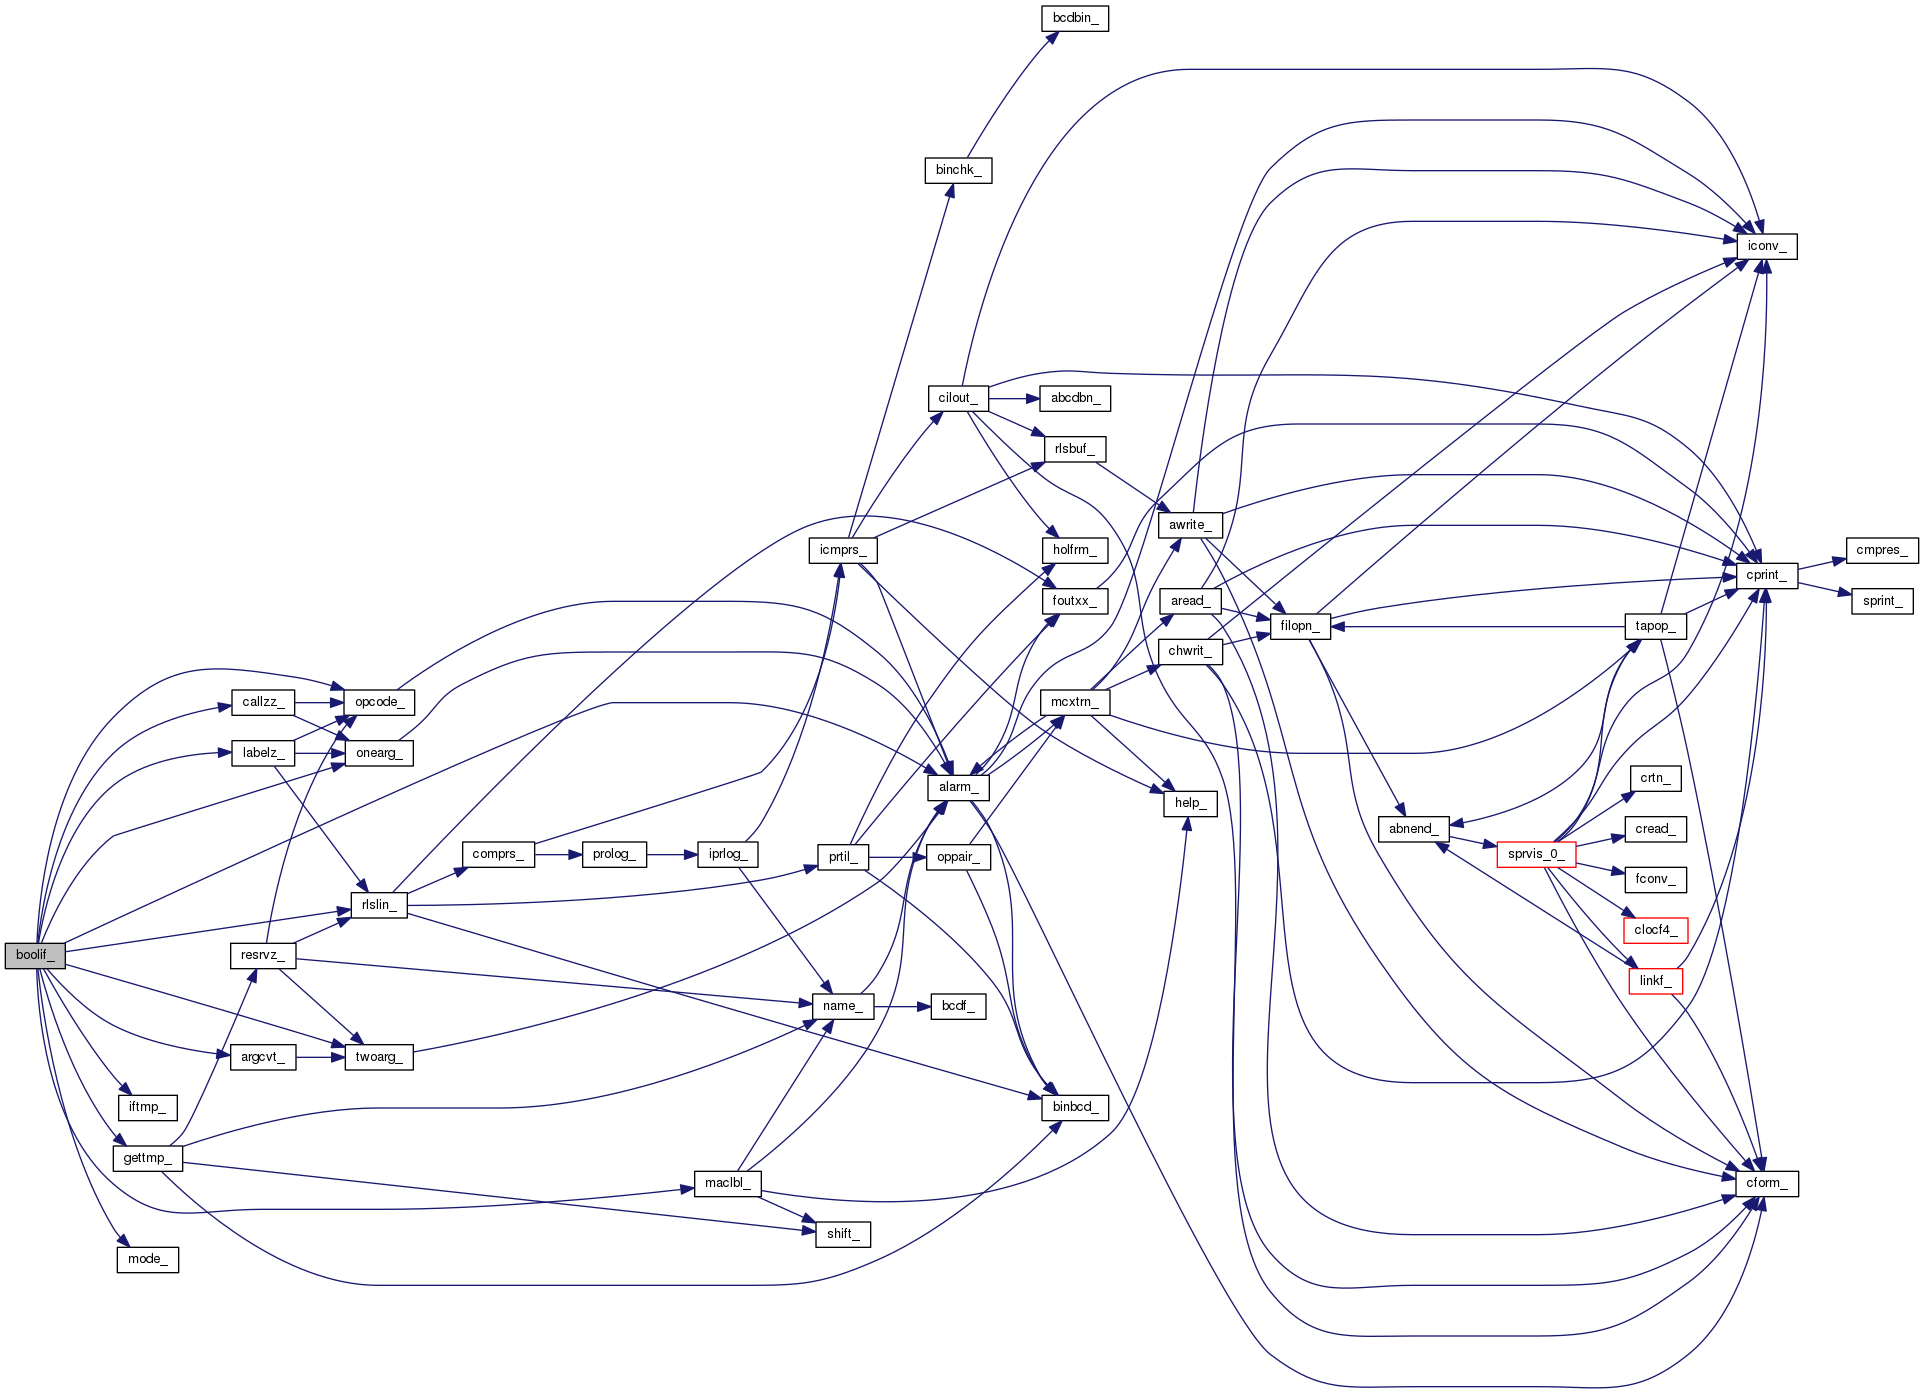 bcdbin_
binchk_
iconv_
cilout_
abcdbn_
rlsbuf_
awrite_
icmprs_
holfrm_
cmpres_
cprint_
foutxx_
aread_
sprint_
filopn_
tapop_
chwrit_
callzz_
opcode_
mcxtrn_
labelz_
onearg_
crtn_
alarm_
help_
abnend_
cread_
comprs_
prolog_
iprlog_
prtil_
oppair_
sprvis_0_
fconv_
rlslin_
clocf4_
boolif_
resrvz_
linkf_
name_
bcdf_
argcvt_
twoarg_
iftmp_
binbcd_
gettmp_
maclbl_
cform_
shift_
mode_